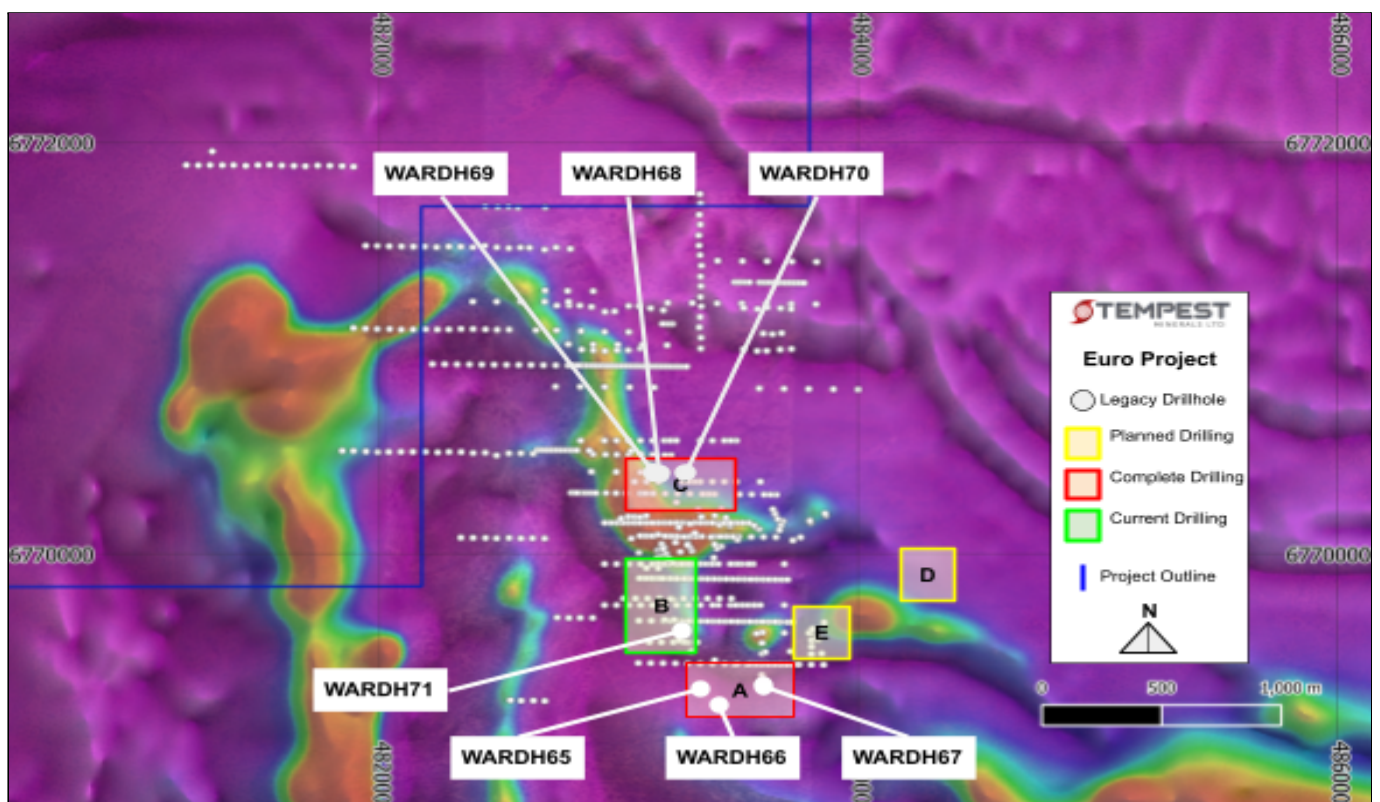 482000
484000
486000
6772000
6772000
WARDH69
WARDH68
WARDH70
TEMPEST
MINERALS LTD
Euro Project
Legacy Drillhole
Planned Drilling
Complete Drilling
Current Drilling
Project Outline
N
C
6770000
6770000
D
B
E
WARDH71
A
0
500
1,000 m
WARDH65
WARDH66
WARDH67
482000
484000
486000